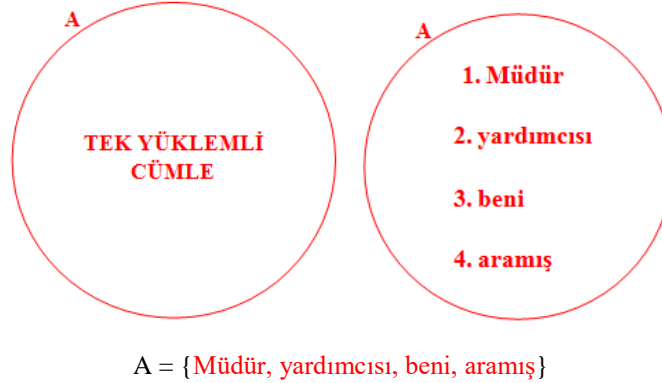 A
TEK YÜKLEMLİ
CÜMLE
A
1. Müdür
2. yardımcısı
3. beni
4. aramış
A = {Müdür, yardımcısı, beni, aramış}